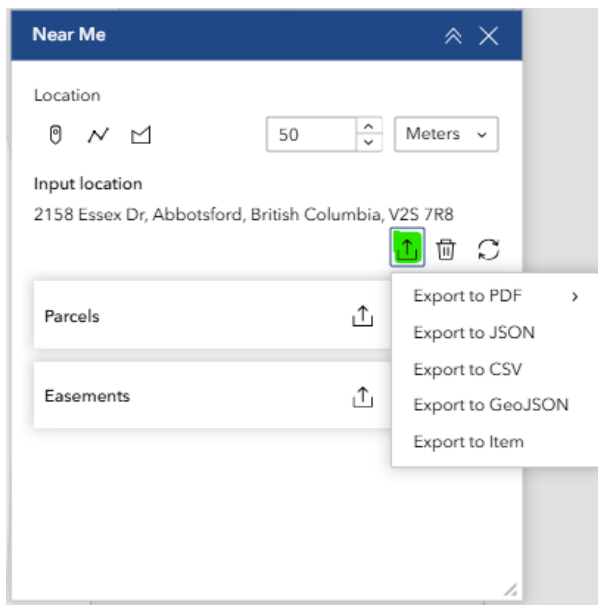 Near Me
Location
50
Meters
Input location
2158 Essex Dr, Abbotsford, British Columbia, V2S 7R8
Parcels
Easements
Export to PDF
Export to JSON
Export to CSV
Export to GeoJSON
Export to Item